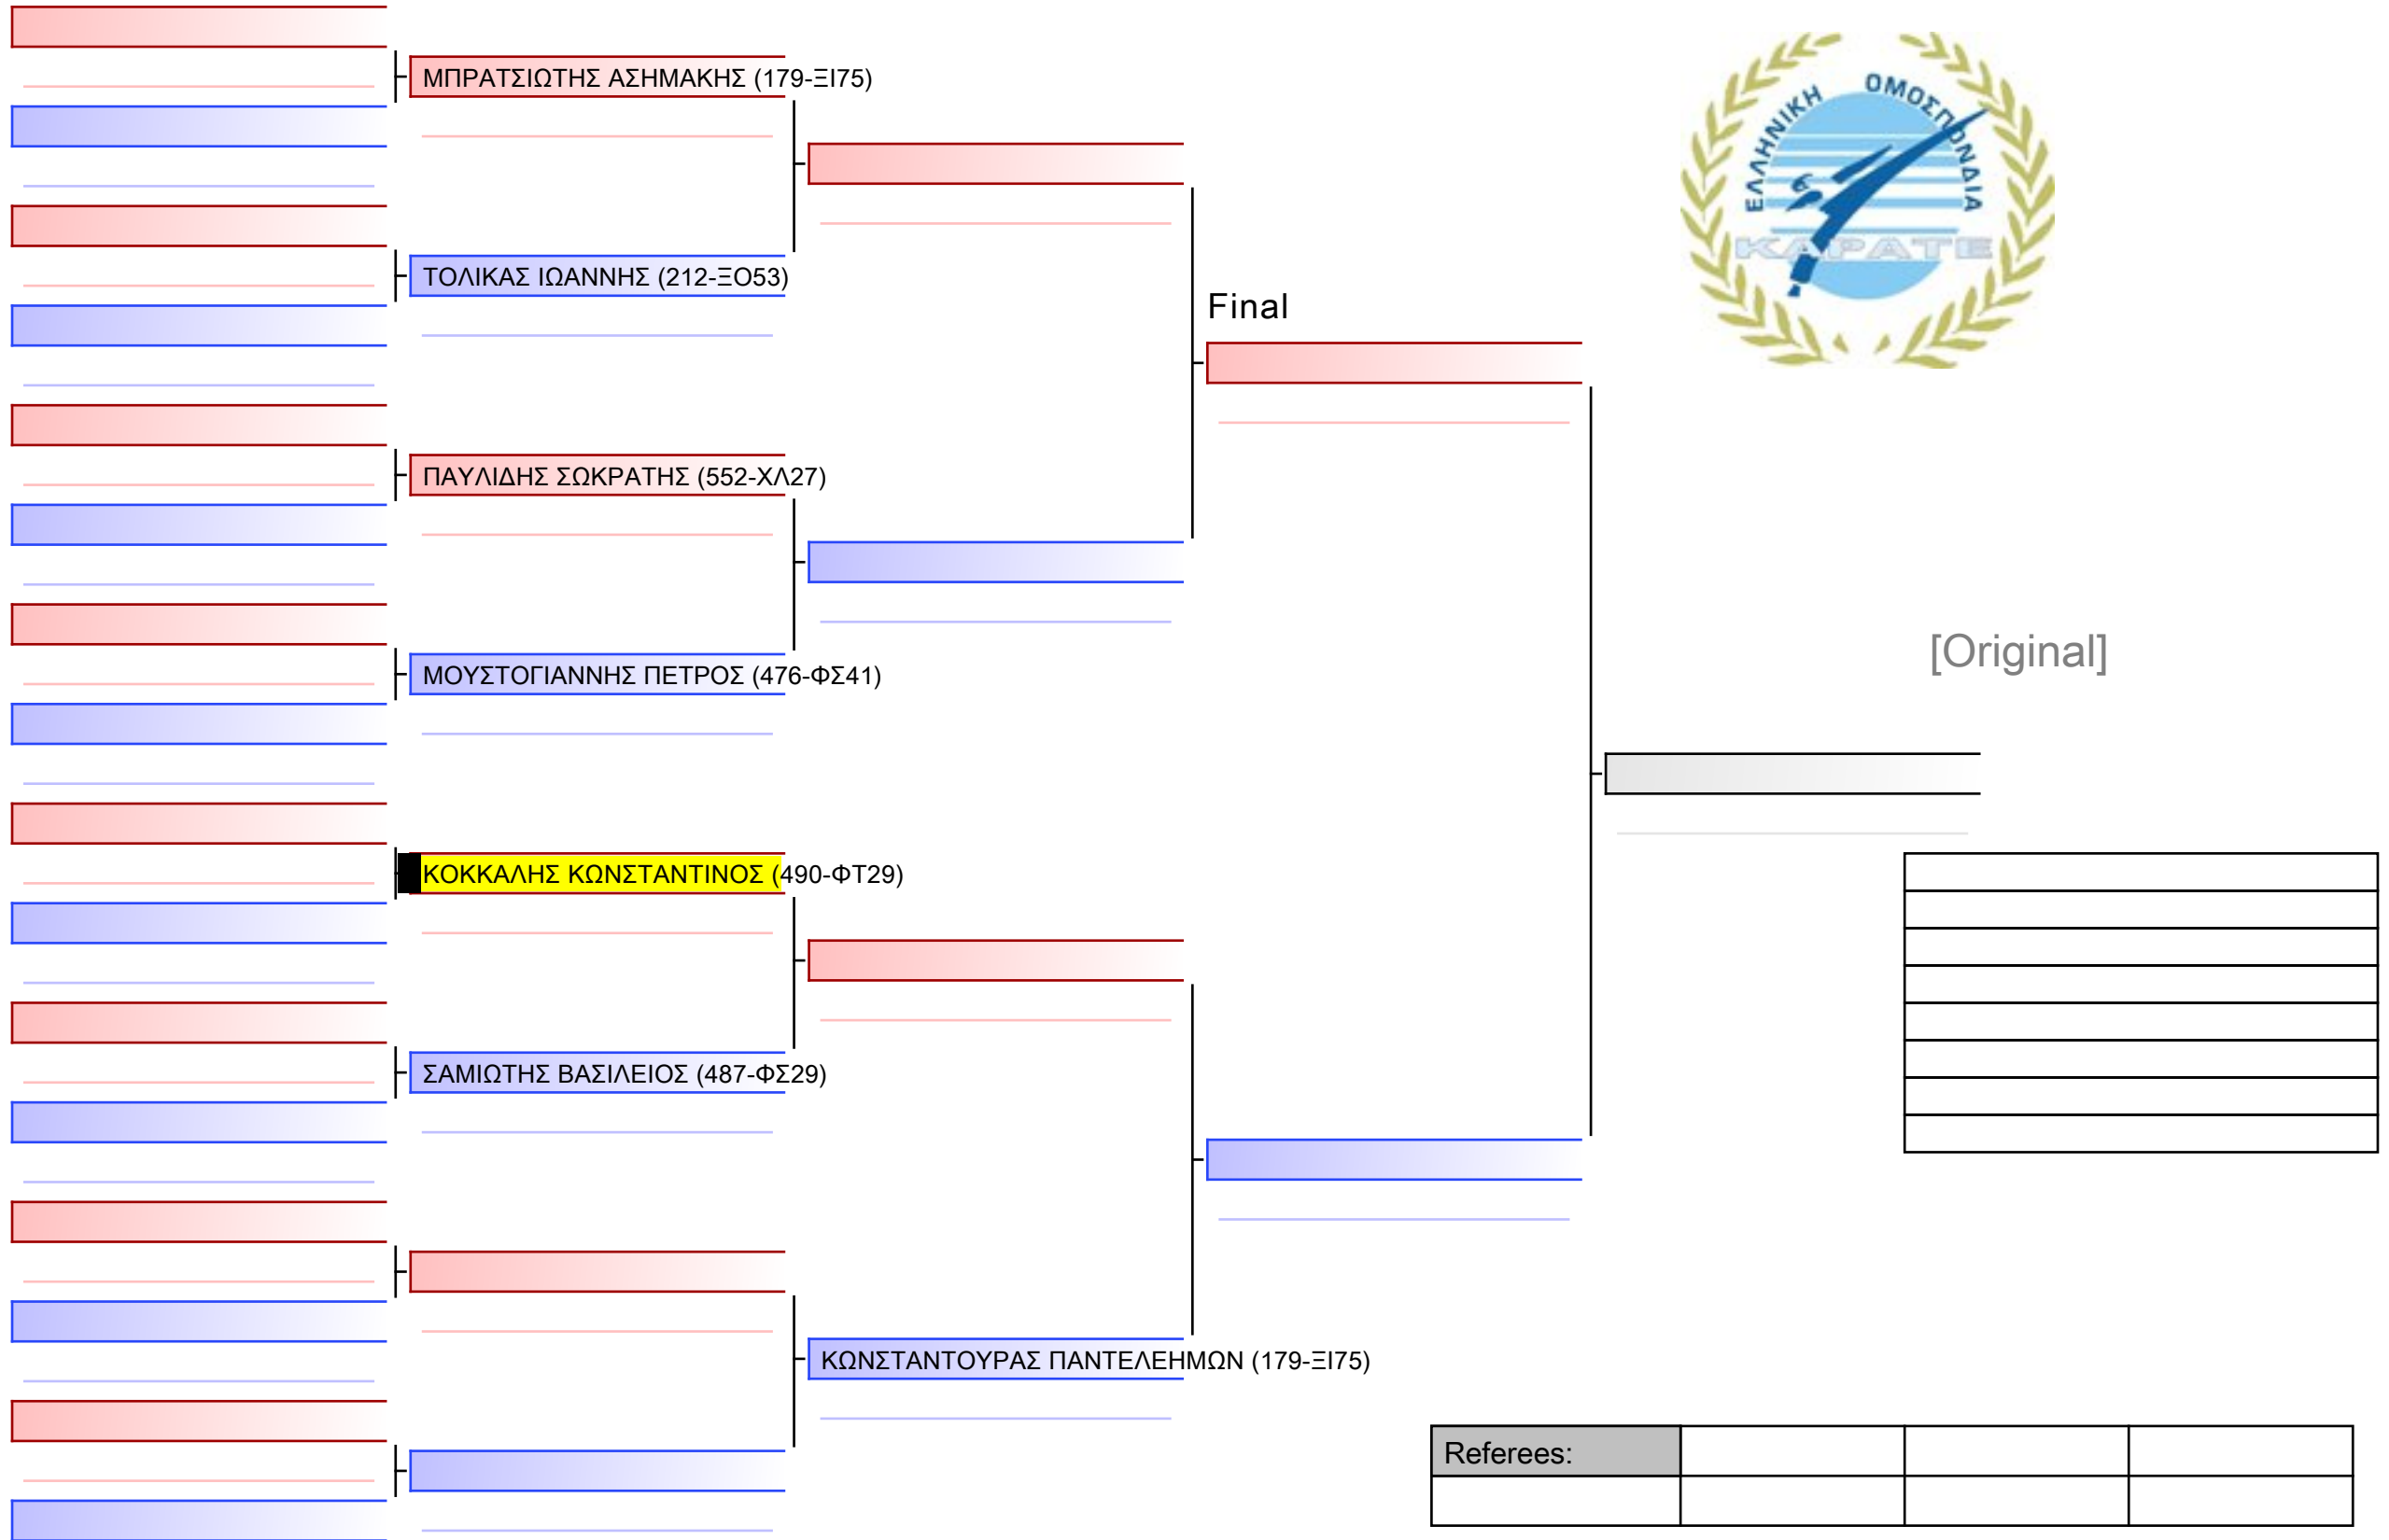 ΜΠΡΑΤΣΙΩΤΗΣ ΑΣΗΜΑΚΗΣ (179-ΞΙ75)
ΤΟΛΙΚΑΣ ΙΩΑΝΝΗΣ (212-ΞΟ53)
ΠΑΥΛΙΔΗΣ ΣΩΚΡΑΤΗΣ (552-ΧΛ27)
ΜΟΥΣΤΟΓΙΑΝΝΗΣ ΠΕΤΡΟΣ (476-ΦΣ41)
ΚΟΚΚΑΛΗΣ ΚΩΝΣΤΑΝΤΙΝΟΣ (490-ΦΤ29)
ΣΑΜΙΩΤΗΣ ΒΑΣΙΛΕΙΟΣ (487-ΦΣ29)
ΚΩΝΣΤΑΝΤΟΥΡΑΣ ΠΑΝΤΕΛΕΗΜΩΝ (179-ΞΙ75)
Final
ΕΛΛΗΝΙΚΗ ΟΜΟΣΠΟΝΔΙΑ
ΚΑΡΑΤΕ
[Original]
Referees: